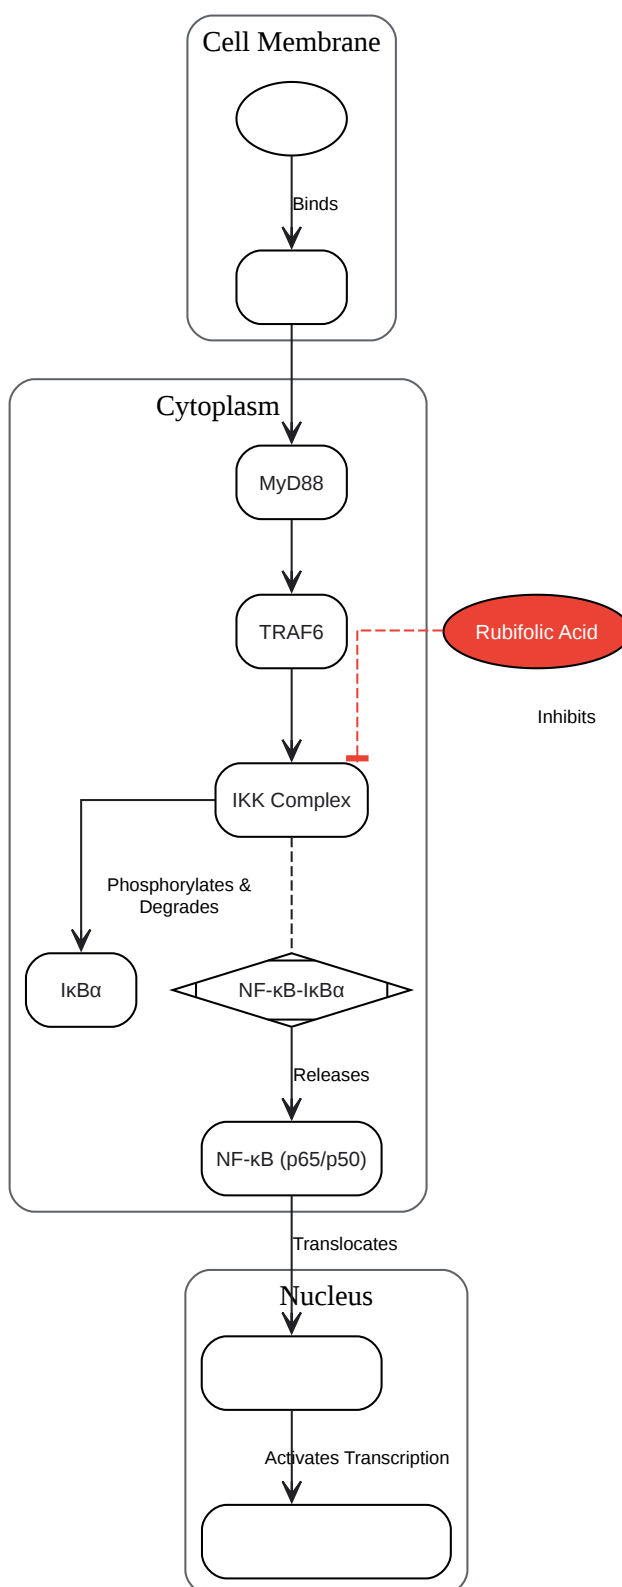 Cell Membrane
Binds
Cytoplasm
MyD88
TRAF6
Rubifolic Acid
Inhibits
IKK Complex
Phosphorylates &
Degrades
IκBα
NF-κB-IκBα
Releases
NF-κB (p65/p50)
Translocates
Nucleus
Activates Transcription